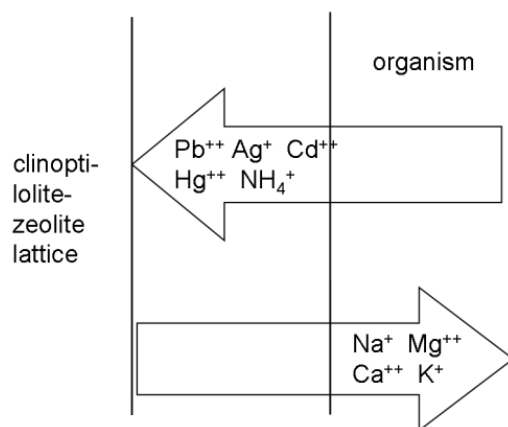 organism
Pb⁺⁺ Ag⁺ Cd⁺⁺
Hg⁺⁺ NH₄⁺
clinopti-
lolite-
zeolite
lattice
Na⁺ Mg⁺⁺
Ca⁺⁺ K⁺